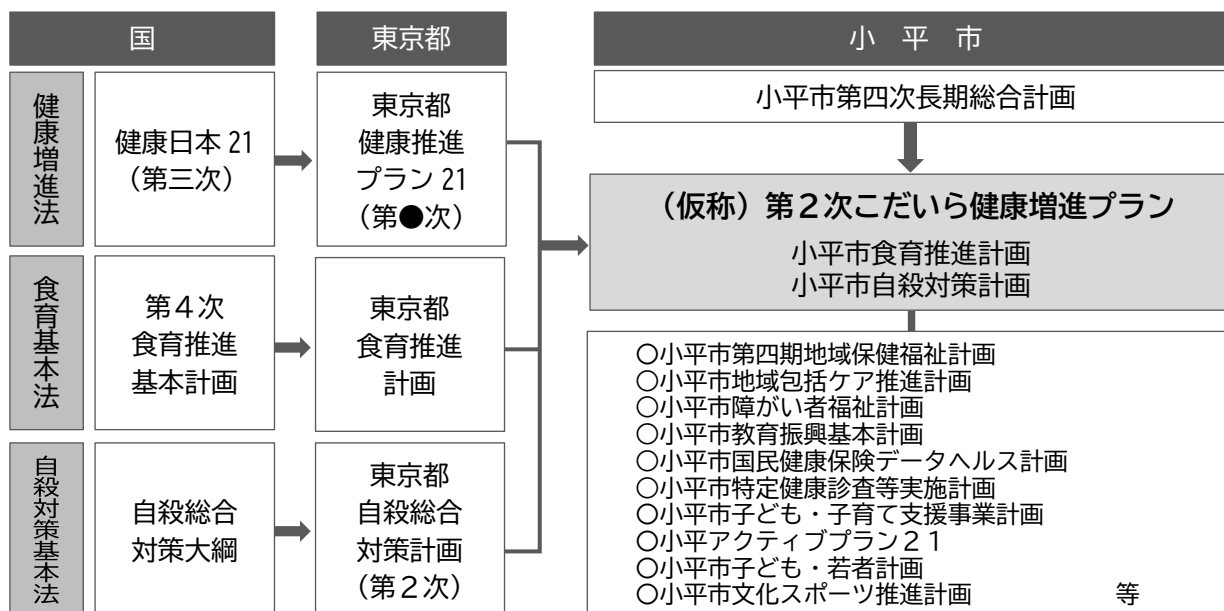 国
東京都
小　平　市
健康増進法
健康日本 21
（第三次）
東京都
健康推進
プラン 21
（第●次）
食育基本法
第４次
食育推進
基本計画
東京都
食育推進
計画
自殺対策基本法
自殺総合
対策大綱
東京都
自殺総合
対策計画
（第２次）
小平市第四次長期総合計画
（仮称）第２次こだいら健康増進プラン
小平市食育推進計画
小平市自殺対策計画
〇小平市第四期地域保健福祉計画
〇小平市地域包括ケア推進計画
〇小平市障がい者福祉計画
〇小平市教育振興基本計画
〇小平市国民健康保険データヘルス計画
〇小平市特定健康診査等実施計画
〇小平市子ども・子育て支援事業計画
〇小平アクティブプラン２１
〇小平市子ども・若者計画
〇小平市文化スポーツ推進計画　　　　　　等